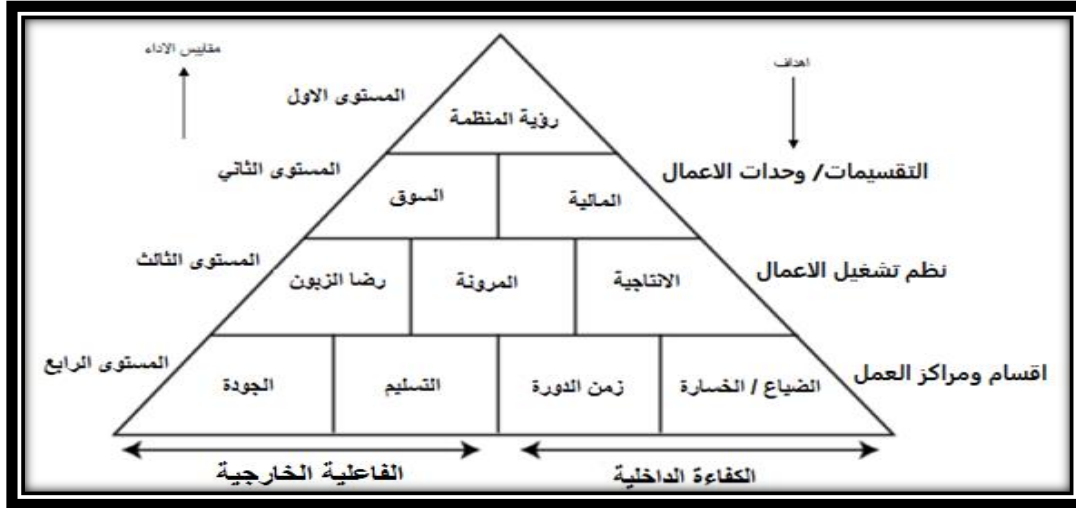 مقاييس الاداء
اهداف
المستوى الاول
رؤية المنظمة
المستوى الثاني
التقسيمات/ وحدات الاعمال
المالية
السوق
المستوى الثالث
نظم تشغيل الاعمال
الانتاجية
المرونة
رضا الزبون
المستوى الرابع
اقسام ومراكز العمل
الضياع / الخسارة
زمن الدورة
التسليم
الجودة
الكفاءة الداخلية
الفاعلية الخارجية